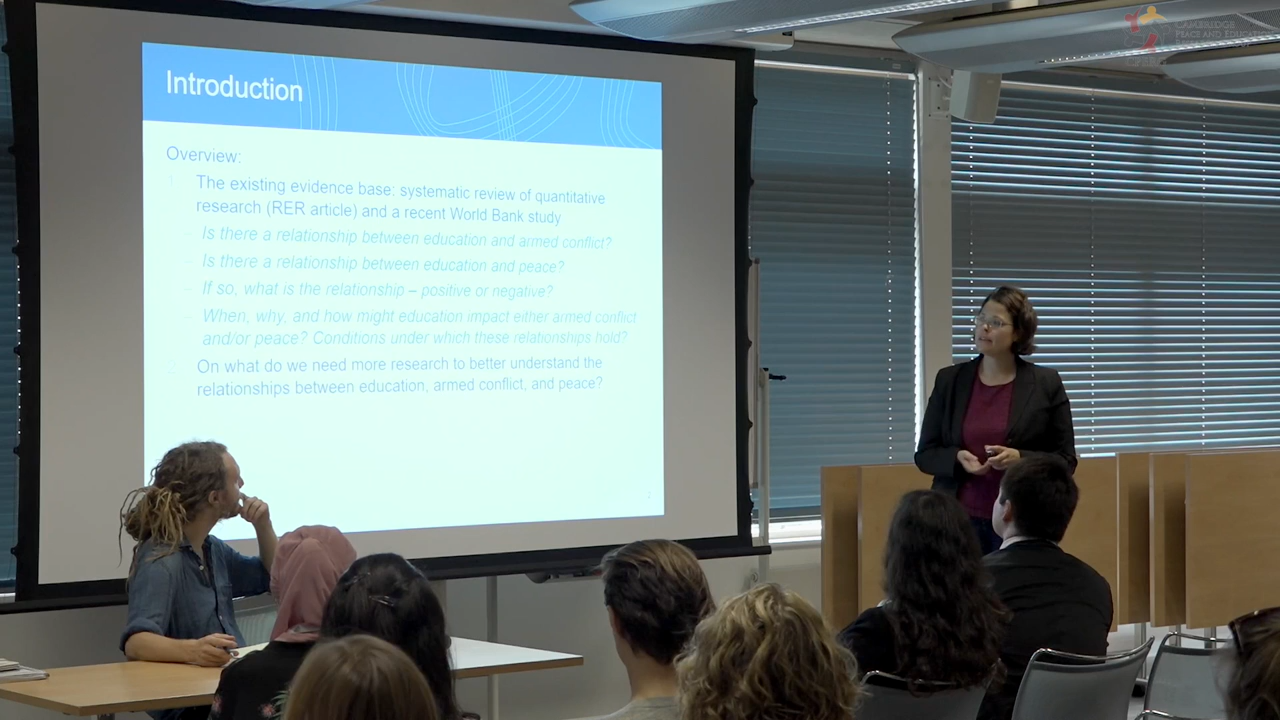 CAMBRIDGE
PEACE AND EDUCATION
Introduction
Overview:
The existing evidence base: systematic review of quantitative
research (RER article) and a recent World Bank study
– Is there a relationship between education and armed conflict?
– Is there a relationship between education and peace?
– If so, what is the relationship – positive or negative?
– When, why, and how might education impact either armed conflict
and/or peace? Conditions under which these relationships hold?
On what do we need more research to better understand the
relationships between education, armed conflict, and peace?